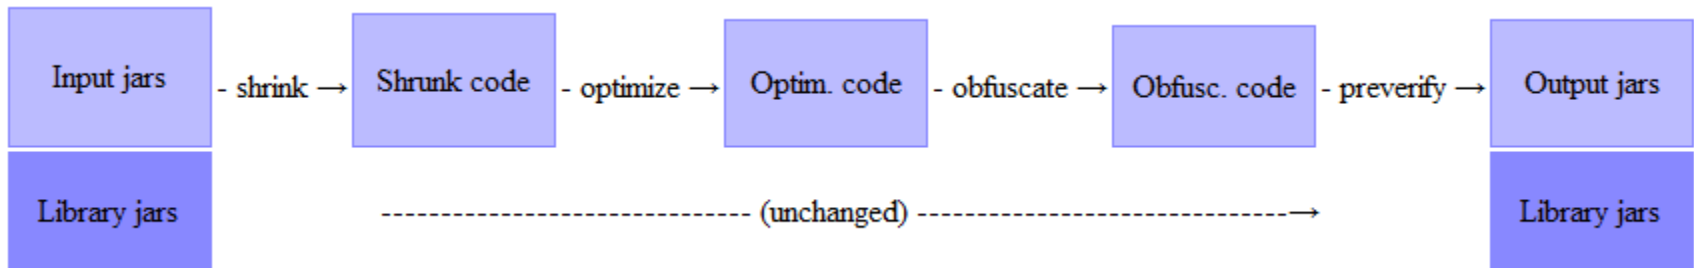 Input jars - shrink → Shrunk code - optimize → Optim. code - obfuscate → Obfusc. code - preverify → Output jars
Library jars ------------------------------- (unchanged) -------------------------------→ Library jars